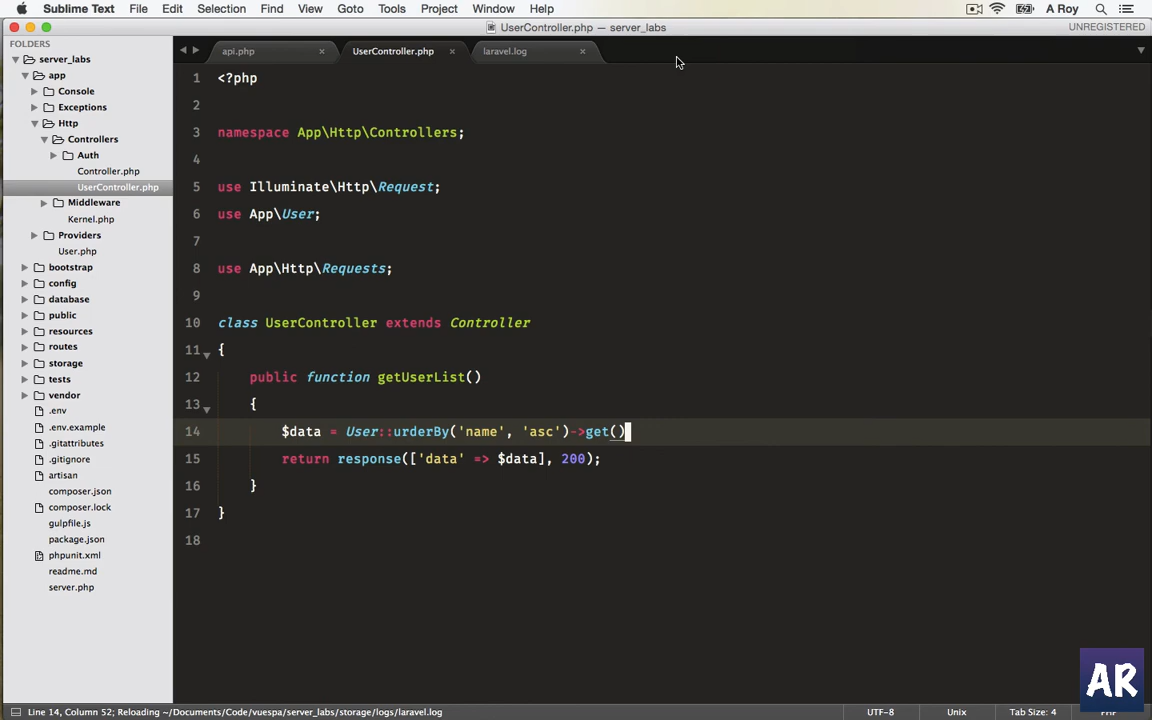 Sublime Text File Edit Selection Find View Goto Tools Project Window Help A Roy
UserController.php — server_labs UNREGISTERED
FOLDERS
server_labs
app
Console
Exceptions
Http
Controllers
Auth
Controller.php
UserController.php
Middleware
Kernel.php
Providers
User.php
bootstrap
config
database
public
resources
routes
storage
tests
vendor
.env
.env.example
.gitattributes
.gitignore
artisan
composer.json
composer.lock
gulpfile.js
package.json
phpunit.xml
readme.md
server.php
api.php UserController.php laravel.log
1 <?php
2
3 namespace App\Http\Controllers;
4
5 use Illuminate\Http\Request;
6 use App\User;
7
8 use App\Http\Requests;
9
10 class UserController extends Controller
11 {
12 public function getUserList()
13 {
14 $data = User::urderBy('name', 'asc')->get()
15 return response(['data' => $data], 200);
16 }
17 }
18
AR
Line 14, Column 52; Reloading ~/Documents/Code/vuespa/server_labs/storage/logs/laravel.log UTF-8 Unix Tab Size: 4 PHP